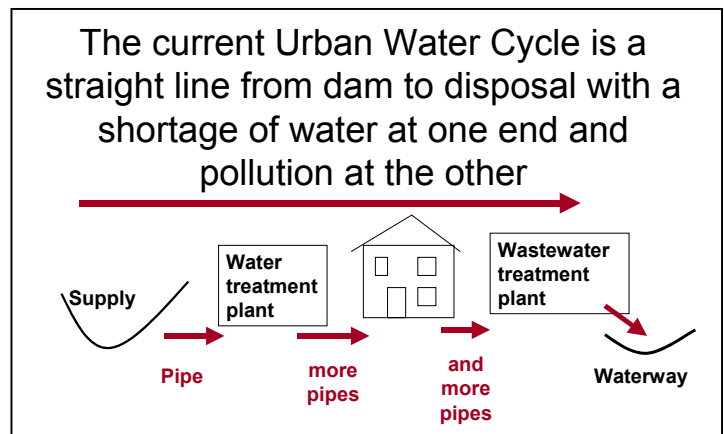 The current Urban Water Cycle is a
straight line from dam to disposal with a
shortage of water at one end and
pollution at the other
Supply
Water
treatment
plant
Wastewater
treatment
plant
Pipe
more
pipes
and
more
pipes
Waterway